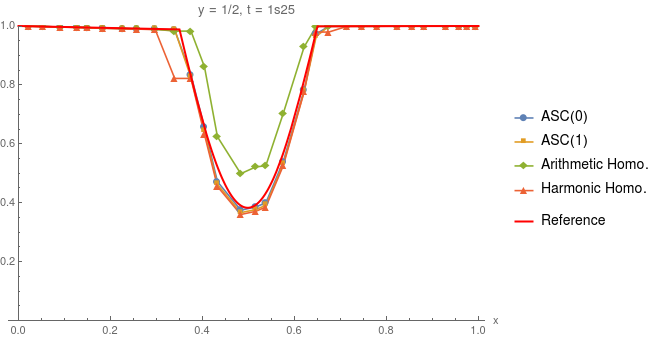 y = 1/2, t = 1s25
1.0
0.8
0.6
0.4
0.2
0.0
0.2
0.4
0.6
0.8
1.0
x
ASC(0)
ASC(1)
Arithmetic Homo.
Harmonic Homo.
Reference